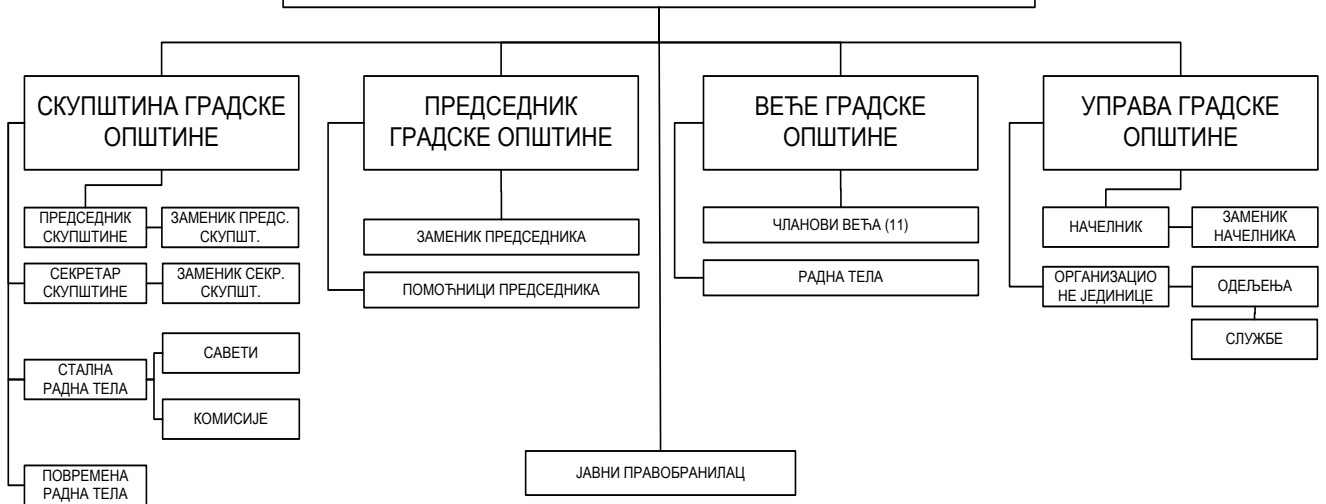 СКУПШТИНА ГРАДСКЕ
ОПШТИНЕ
ПРЕДСЕДНИК
ГРАДСКЕ ОПШТИНЕ
ВЕЋЕ ГРАДСКЕ
ОПШТИНЕ
УПРАВА ГРАДСКЕ
ОПШТИНЕ
ПРЕДСЕДНИК
СКУПШТИНЕ
ЗАМЕНИК ПРЕДС.
СКУПШТ.
СЕКРЕТАР
СКУПШТИНЕ
ЗАМЕНИК СЕКР.
СКУПШТ.
СТАЛНА
РАДНА ТЕЛА
САВЕТИ
КОМИСИЈЕ
ПОВРЕМЕНА
РАДНА ТЕЛА
ЗАМЕНИК ПРЕДСЕДНИКА
ПОМОЋНИЦИ ПРЕДСЕДНИКА
ЧЛАНОВИ ВЕЋА (11)
РАДНА ТЕЛА
НАЧЕЛНИК
ЗАМЕНИК
НАЧЕЛНИКА
ОРГАНИЗАЦИО
НЕ ЈЕДИНИЦЕ
ОДЕЉЕЊА
СЛУЖБЕ
ЈАВНИ ПРАВОБРАНИЛАЦ